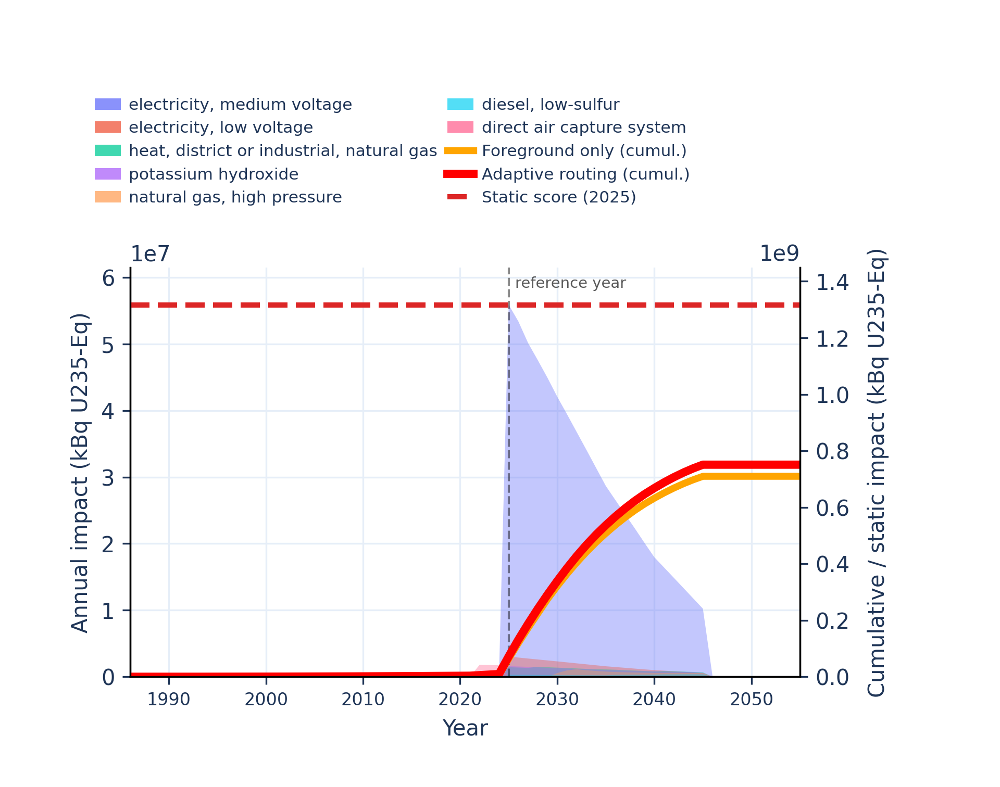 electricity, medium voltage
electricity, low voltage
heat, district or industrial, natural gas
potassium hydroxide
natural gas, high pressure
diesel, low-sulfur
direct air capture system
Foreground only (cumul.)
Adaptive routing (cumul.)
Static score (2025)
1e7
1e9
reference year
6
5
4
3
2
1
0
Annual impact (kBq U235-Eq)
1.4
1.2
1.0
0.8
0.6
0.4
0.2
0.0
Cumulative / static impact (kBq U235-Eq)
1990 2000 2010 2020 2030 2040 2050
Year